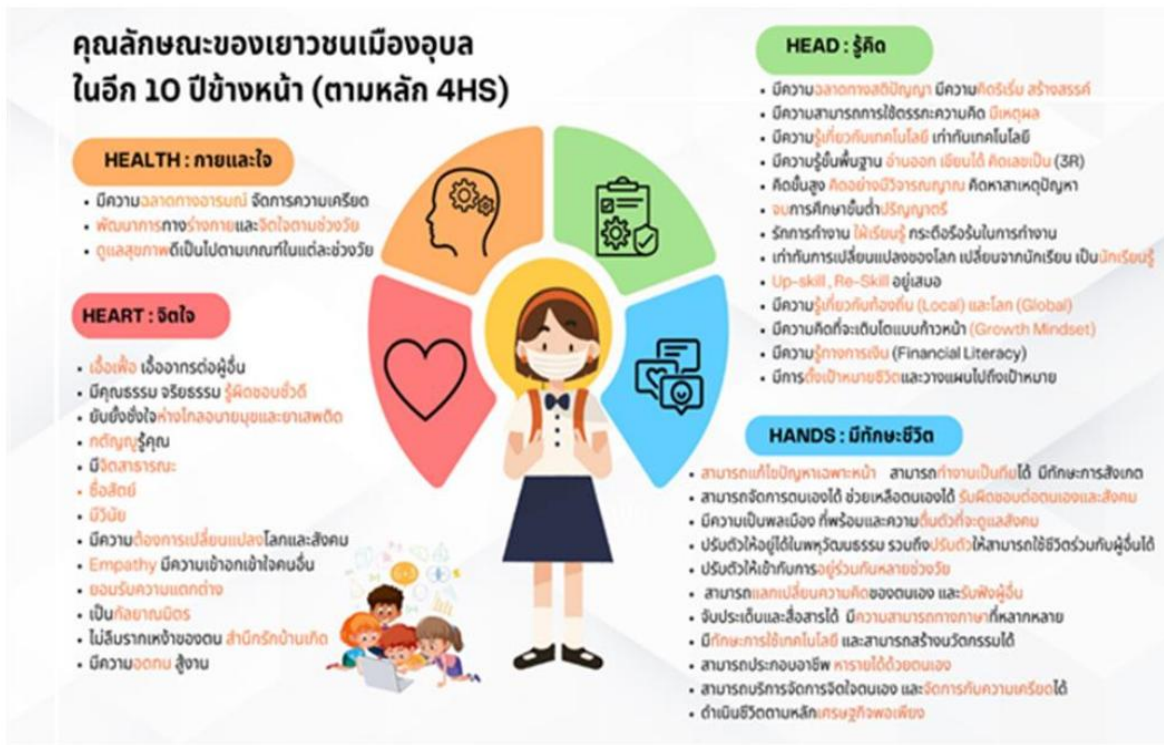 คุณลักษณะของเยาวชนเมืองอุบล
ในอีก 10 ปีข้างหน้า (ตามหลัก 4HS)
HEALTH : กายและใจ
• มีความฉลาดทางอารมณ์ จัดการความเครียด
• พัฒนาการทางร่างกายและจิตใจตามช่วงวัย
• ดูแลสุขภาพดีเป็นไปตามเกณฑ์ในแต่ละช่วงวัย
HEART : จิตใจ
• เอื้อเฟื้อ เอื้ออาทรต่อผู้อื่น
• มีคุณธรรม จริยธรรม รู้ผิดชอบชั่วดี
• ยับยั้งชั่งใจห่างไกลอบายมุขและยาเสพติด
• กตัญญูรู้คุณ
• มีจิตสาธารณะ
• ซื่อสัตย์
• มีวินัย
• มีความต้องการเปลี่ยนแปลงโลกและสังคม
• Empathy มีความเข้าอกเข้าใจคนอื่น
• ยอมรับความแตกต่าง
• เป็นกัลยาณมิตร
• ไม่ลืมรากเหง้าของตน สำนึกรักบ้านเกิด
• มีความอดทน สู้งาน
HEAD : รู้คิด
• มีความฉลาดทางสติปัญญา มีความคิดริเริ่ม สร้างสรรค์
• มีความสามารถการใช้ตรรกะความคิด มีเหตุผล
• มีความรู้เกี่ยวกับเทคโนโลยี เท่าทันเทคโนโลยี
• มีความรู้ขั้นพื้นฐาน อ่านออก เขียนได้ คิดเลขเป็น (3R)
• คิดขั้นสูง คิดอย่างมีวิจารณญาณ คิดหาสาเหตุปัญหา
• จบการศึกษาขั้นต่ำปริญญาตรี
• รักการทำงาน ใฝ่เรียนรู้ กระตือรือร้นในการทำงาน
• เท่าทันการเปลี่ยนแปลงของโลก เปลี่ยนจากนักเรียน เป็นนักเรียนรู้
• Up-skill , Re-Skill อยู่เสมอ
• มีความรู้เกี่ยวกับท้องถิ่น (Local) และโลก (Global)
• มีความคิดที่จะเติบโตแบบก้าวหน้า (Growth Mindset)
• มีความรู้ทางการเงิน (Financial Literacy)
• มีการตั้งเป้าหมายชีวิตและวางแผนไปถึงเป้าหมาย
HANDS : มีทักษะชีวิต
• สามารถแก้ไขปัญหาเฉพาะหน้า สามารถทำงานเป็นทีมได้ มีทักษะการสังเกต
• สามารถจัดการตนเองได้ ช่วยเหลือตนเองได้ รับผิดชอบต่อตนเองและสังคม
• มีความเป็นพลเมือง ที่พร้อมและความตื่นตัวที่จะดูแลสังคม
• ปรับตัวให้อยู่ได้ในพหุวัฒนธรรม รวมถึงปรับตัวให้สามารถใช้ชีวิตร่วมกับผู้อื่นได้
• ปรับตัวให้เข้ากับการอยู่ร่วมกับหลายช่วงวัย
• สามารถแลกเปลี่ยนความคิดของตนเอง และรับฟังผู้อื่น
• จับประเด็นและสื่อสารได้ มีความสามารถทางภาษาที่หลากหลาย
• มีทักษะการใช้เทคโนโลยี และสามารถสร้างนวัตกรรมได้
• สามารถประกอบอาชีพ หารายได้ด้วยตนเอง
• สามารถบริหารจัดการจิตใจตนเอง และจัดการกับความเครียดได้
• ดำเนินชีวิตตามหลักเศรษฐกิจพอเพียง